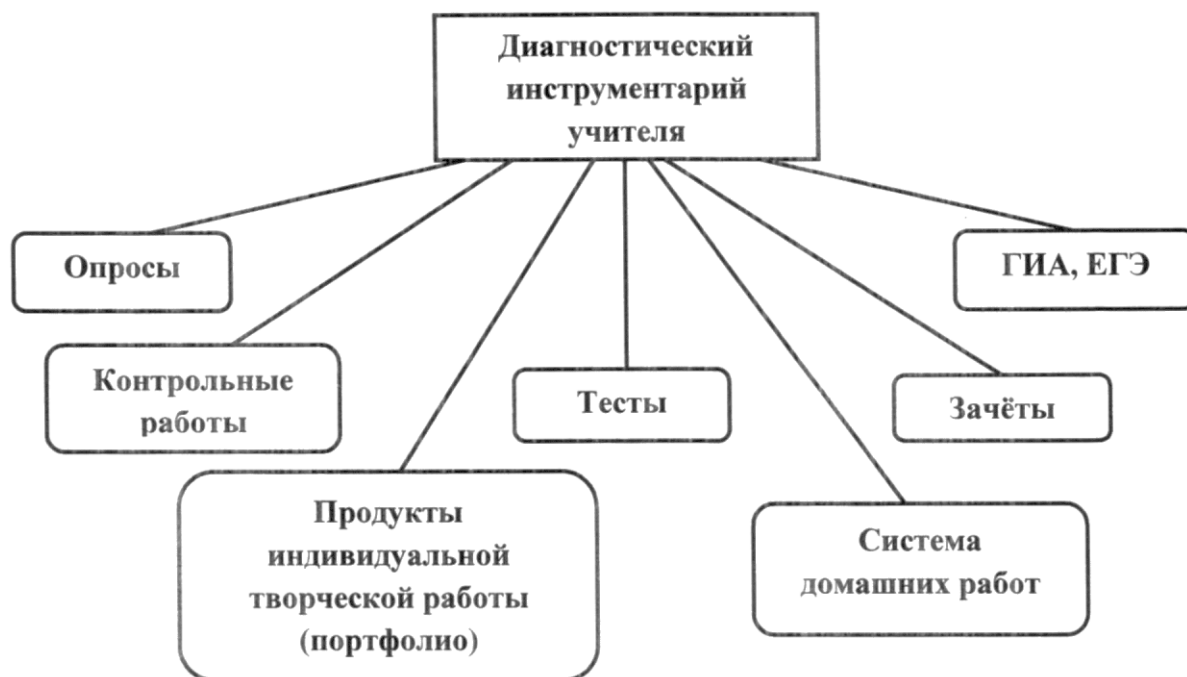 Диагностический
инструментарий
учителя
Опросы
ГИА, ЕГЭ
Контрольные
работы
Тесты
Зачёты
Продукты
индивидуальной
творческой работы
(портфолио)
Система
домашних работ